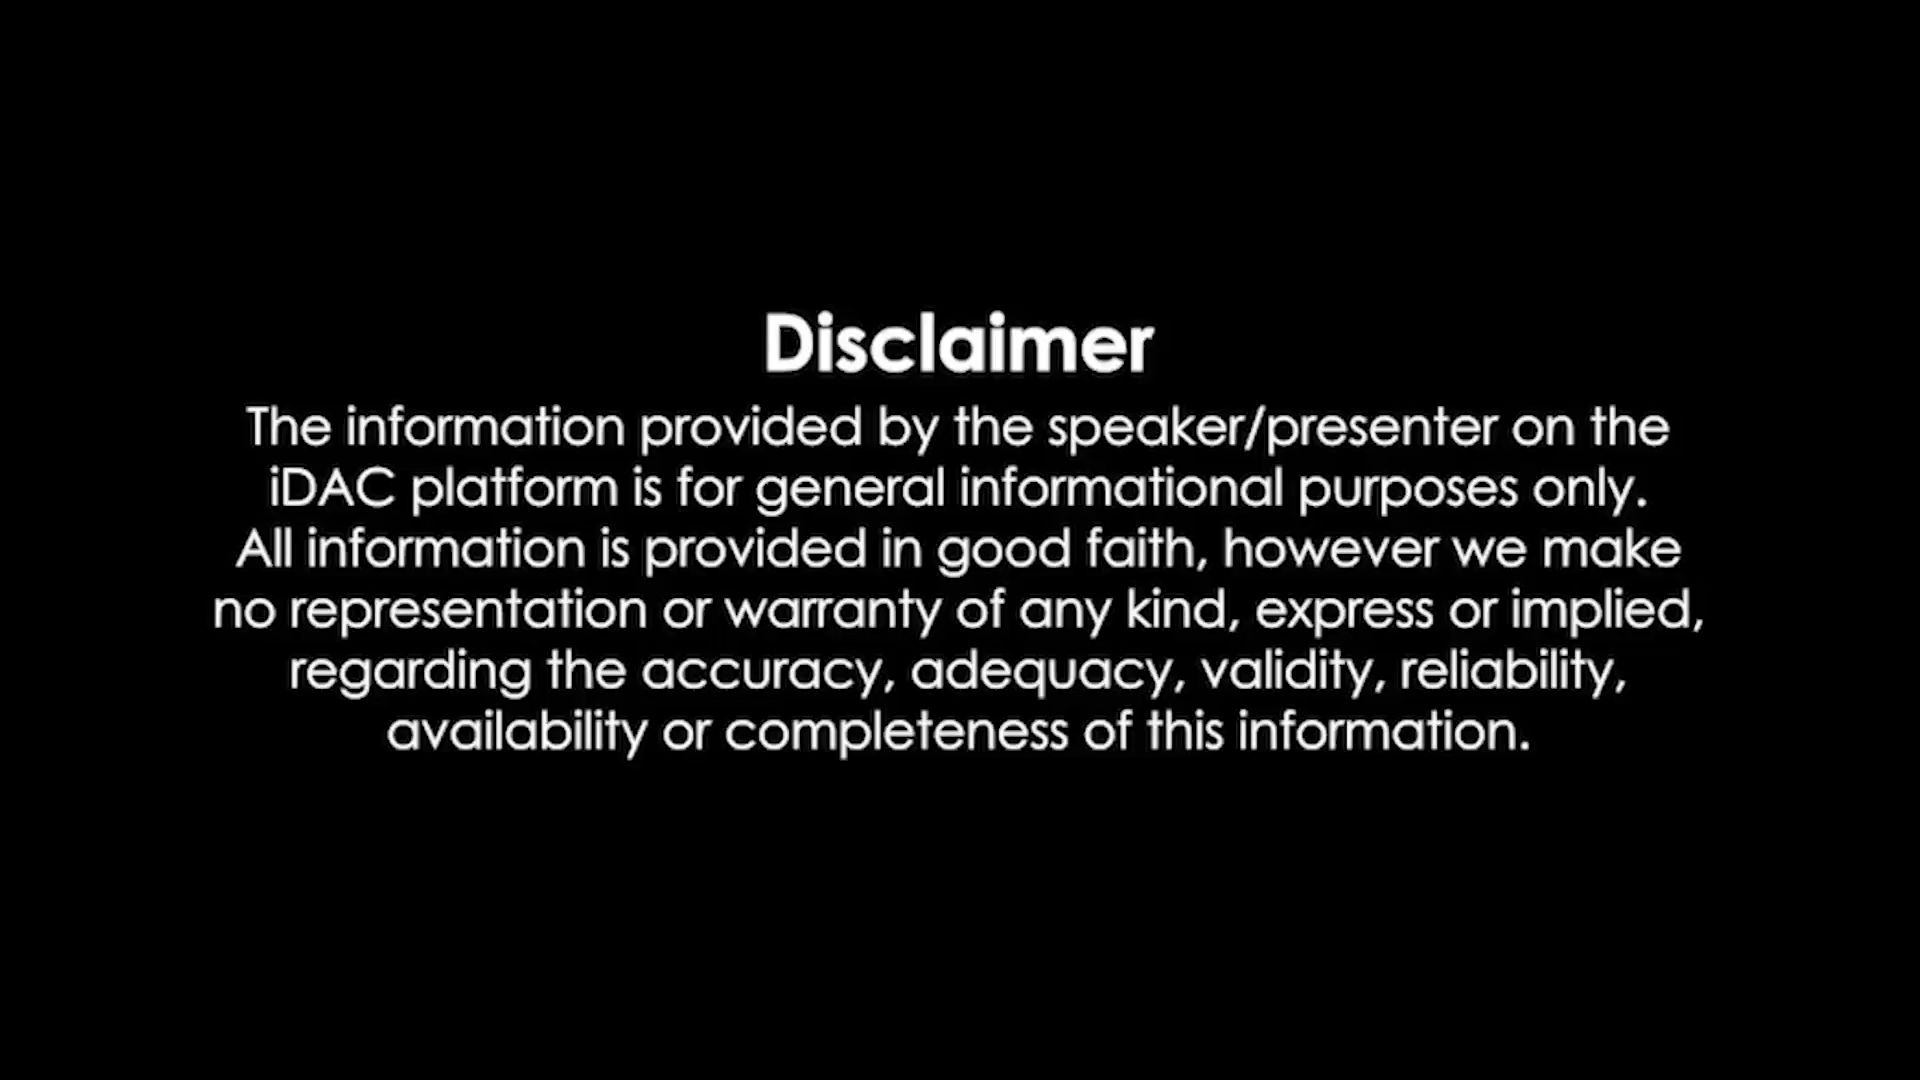 Disclaimer
The information provided by the speaker/presenter on the
iDAC platform is for general informational purposes only.
All information is provided in good faith, however we make
no representation or warranty of any kind, express or implied,
regarding the accuracy, adequacy, validity, reliability,
availability or completeness of this information.